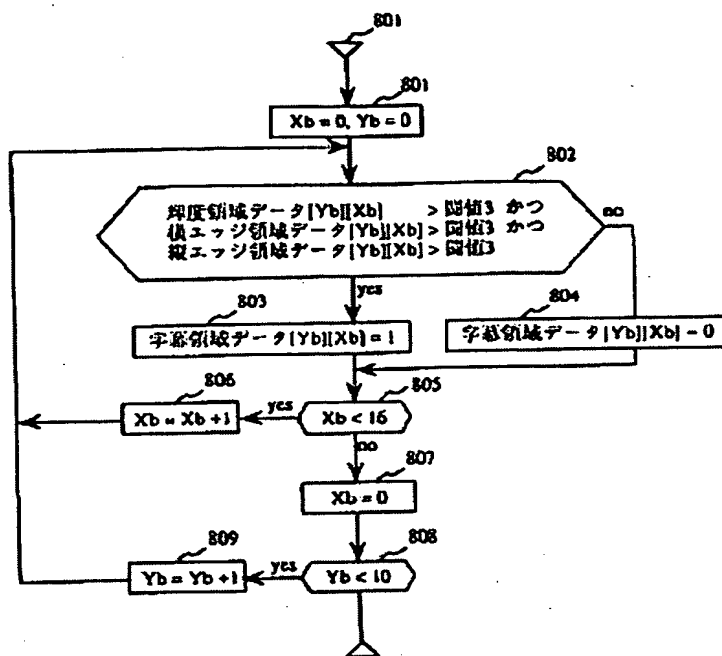 801
801
Xb = 0, Yb = 0
802
輝度領域データ[Yb][Xb] > 閾値3 かつ
横エッジ領域データ[Yb][Xb] > 閾値3 かつ
縦エッジ領域データ[Yb][Xb] > 閾値3
no
yes
803
字幕領域データ[Yb][Xb] = 1
804
字幕領域データ[Yb][Xb] = 0
805
Xb < 16
yes
806
Xb = Xb + 1
no
807
Xb = 0
808
Yb < 10
yes
809
Yb = Yb + 1